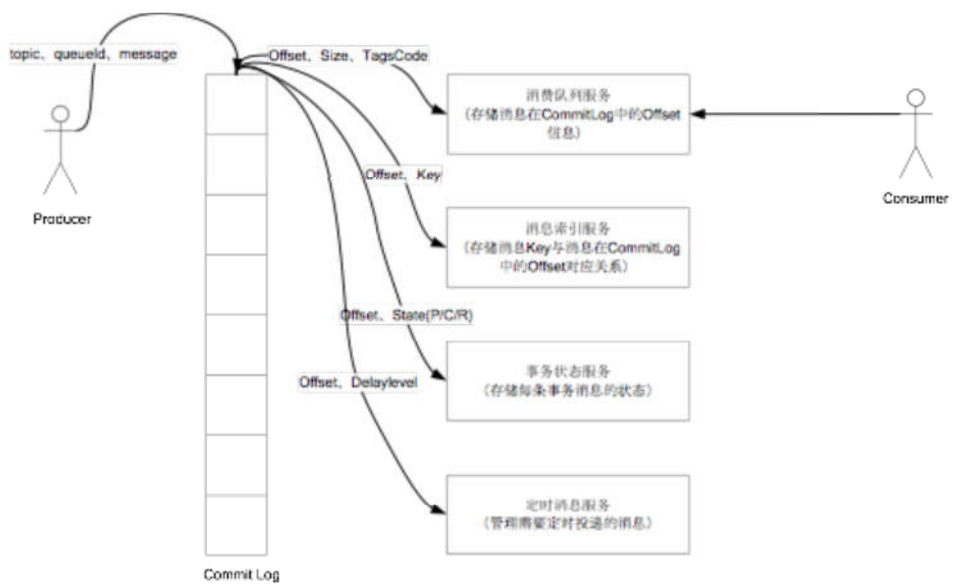 topic、queueId、message
Offset、Size、TagsCode
消费队列服务
(存储消息在CommitLog中的Offset
信息)
Producer
Consumer
Offset、Key
消息索引服务
(存储消息Key与消息在CommitLog
中的Offset对应关系)
Offset、State(P/C/R)
事务状态服务
(存储每条事务消息的状态)
Offset、Delaylevel
定时消息服务
(管理需要定时投递的消息)
Commit Log